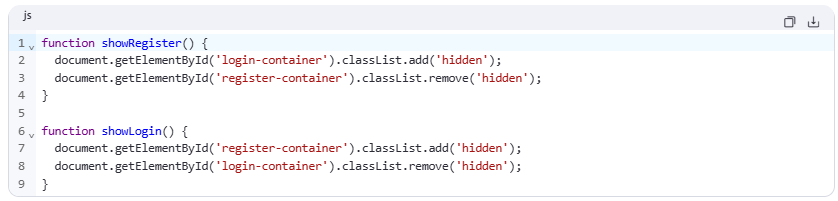 js
1 function showRegister() {
2   document.getElementById('login-container').classList.add('hidden');
3   document.getElementById('register-container').classList.remove('hidden');
4 }
5
6 function showLogin() {
7   document.getElementById('register-container').classList.add('hidden');
8   document.getElementById('login-container').classList.remove('hidden');
9 }